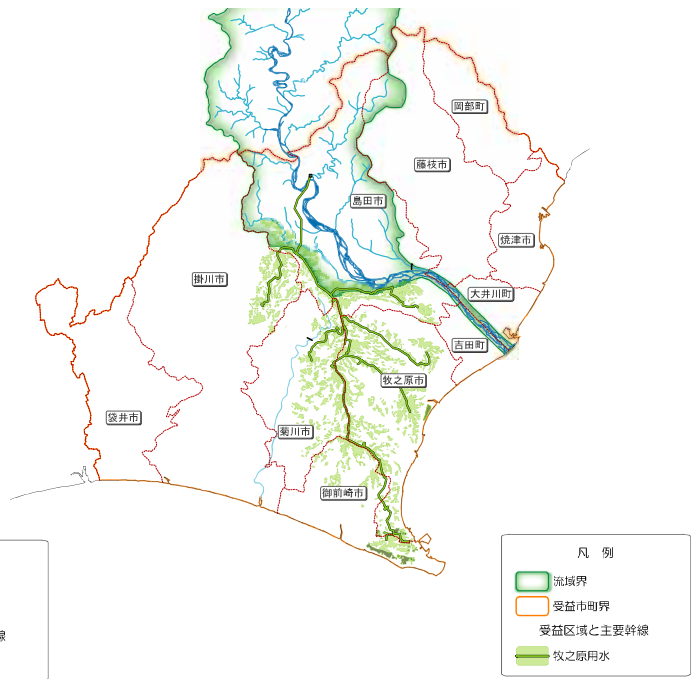 岡部町
藤枝市
島田市
焼津市
掛川市
大井川町
吉田町
牧之原市
袋井市
菊川市
御前崎市
凡 例
流域界
受益市町界
受益区域と主要幹線
線
牧之原用水